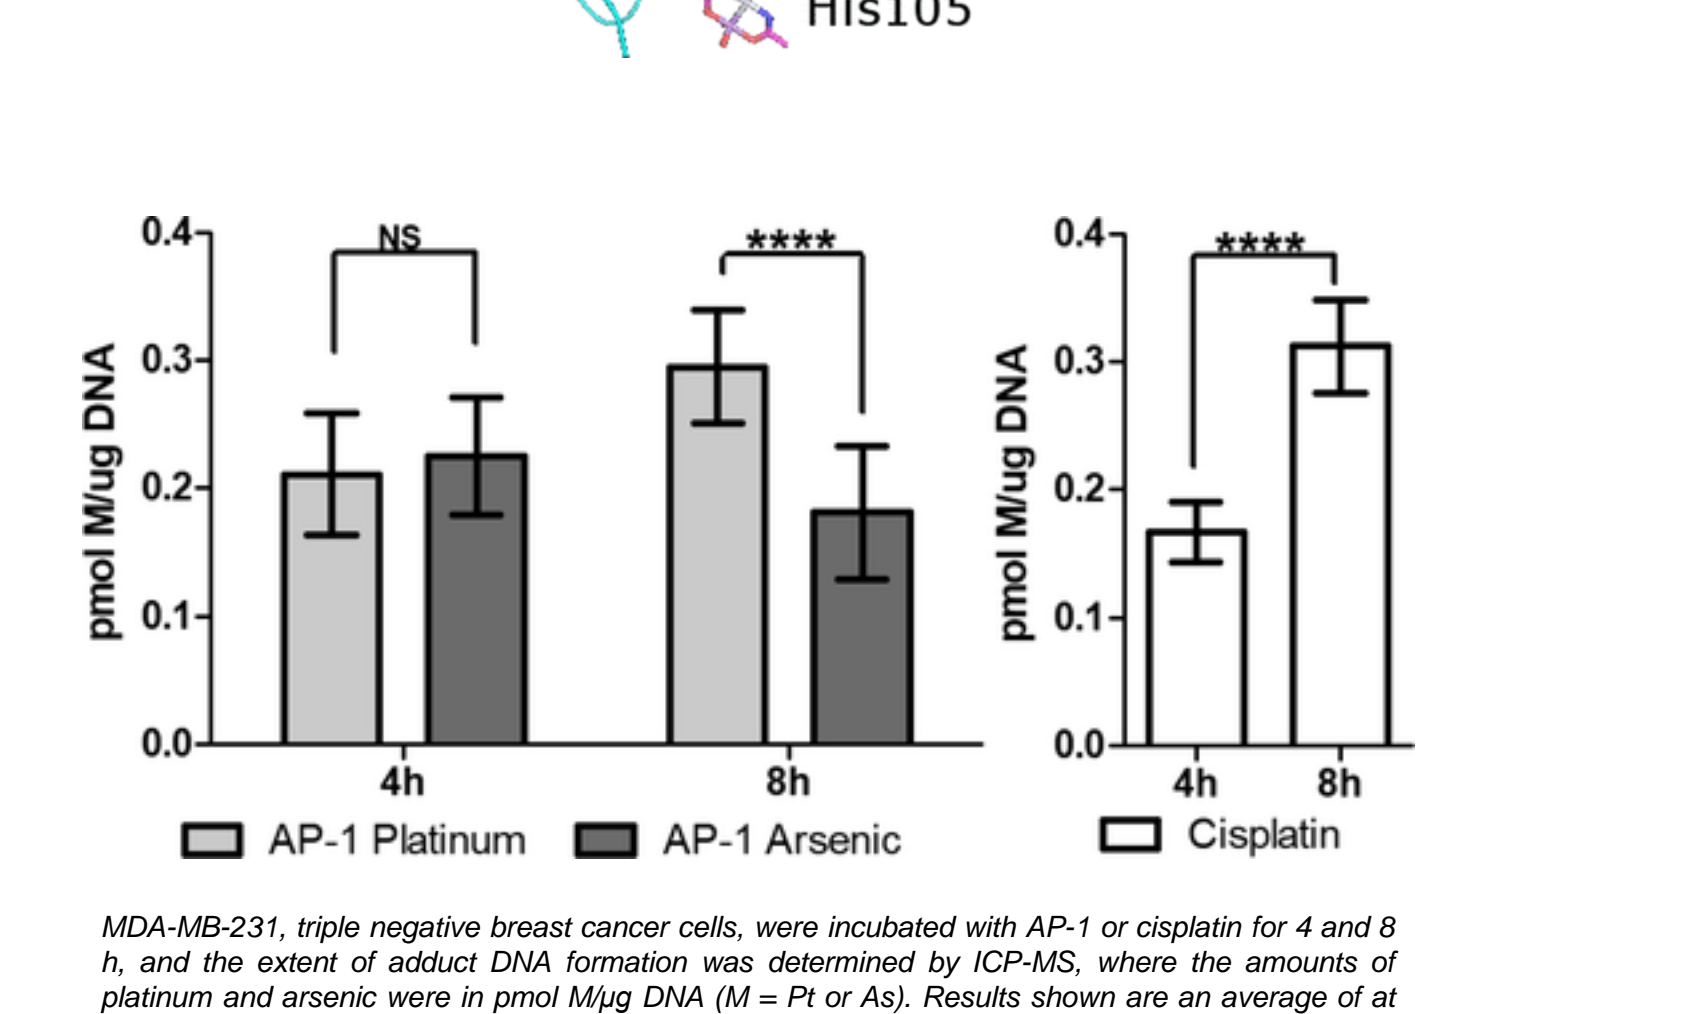 His105
0.4
NS
****
0.4
****
0.3
0.3
pmol M/ug DNA
pmol M/ug DNA
0.2
0.2
0.1
0.1
0.0
0.0
4h
8h
4h
8h
AP-1 Platinum
AP-1 Arsenic
Cisplatin
MDA-MB-231, triple negative breast cancer cells, were incubated with AP-1 or cisplatin for 4 and 8
h, and the extent of adduct DNA formation was determined by ICP-MS, where the amounts of
platinum and arsenic were in pmol M/µg DNA (M = Pt or As). Results shown are an average of at